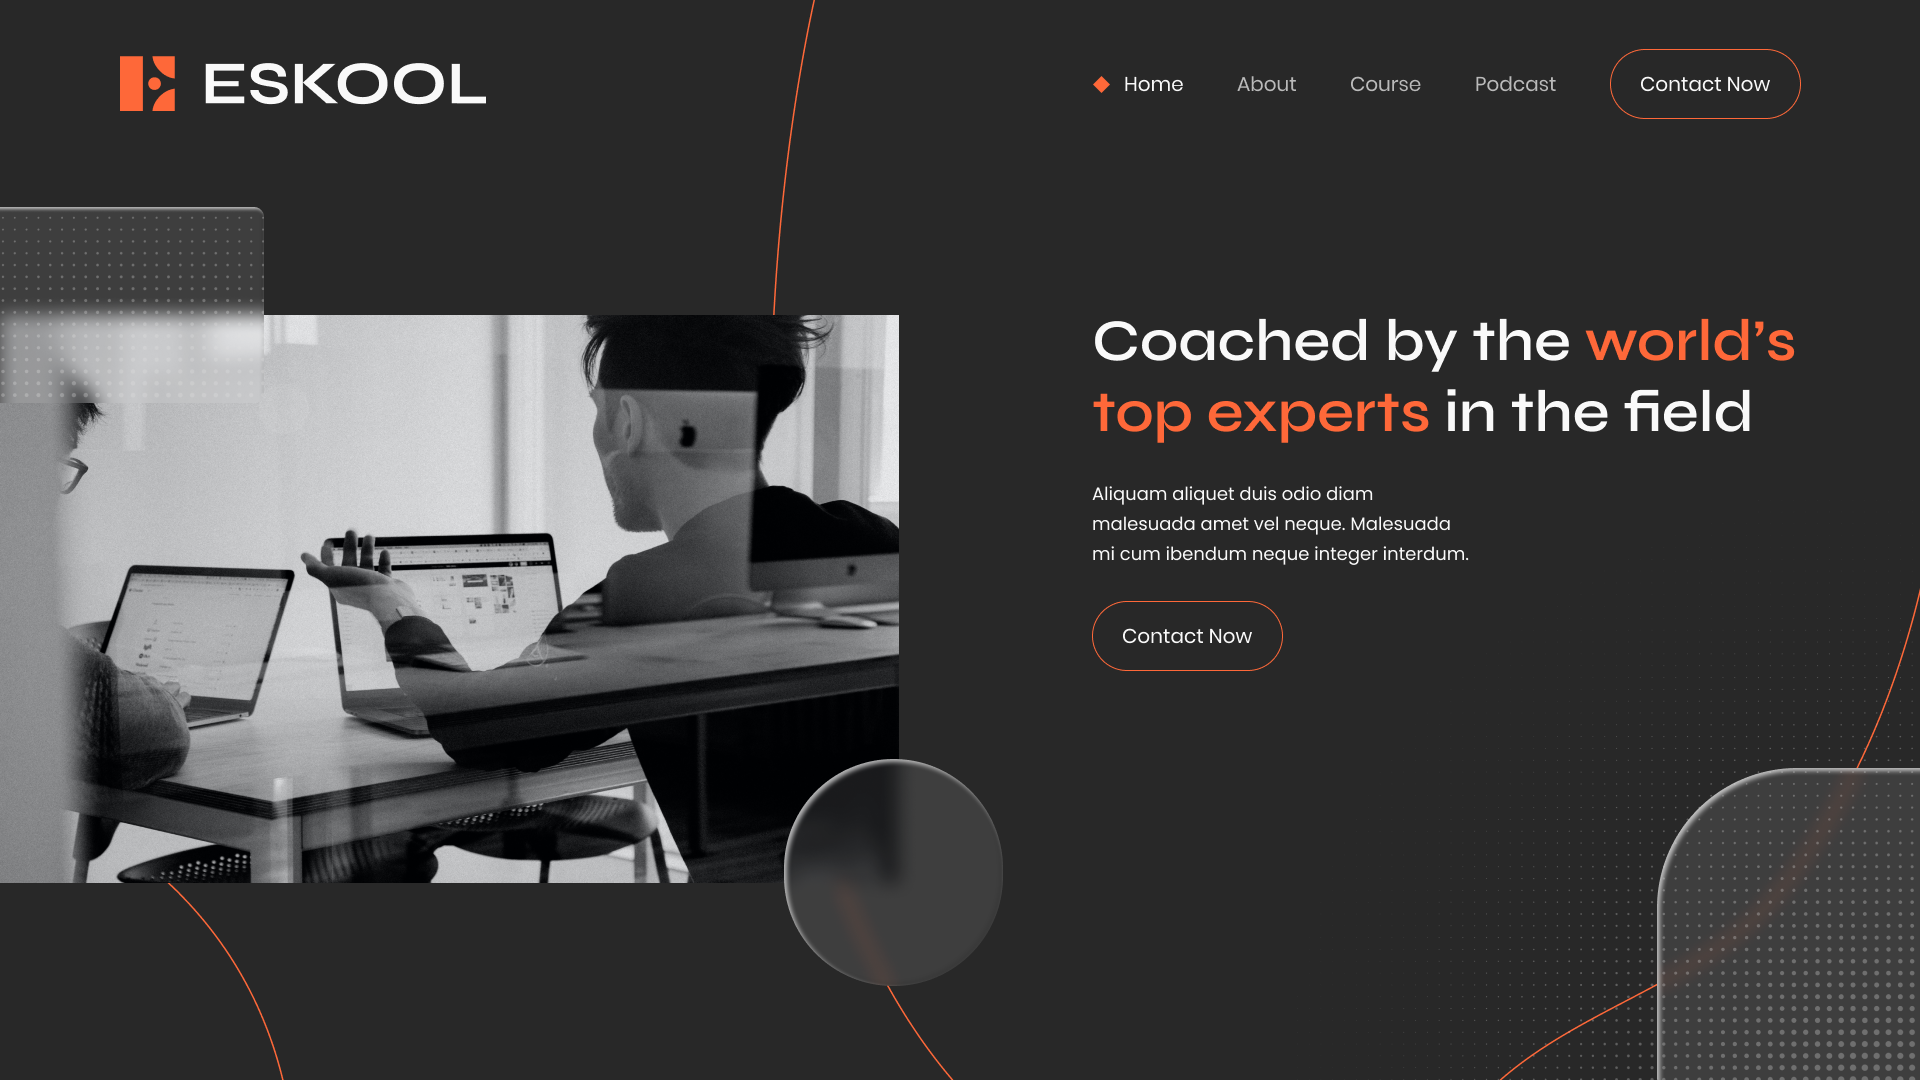 ESKOOL
Home
About
Course
Podcast
Contact Now
Coached by the world’s
top experts in the field
Aliquam aliquet duis odio diam
malesuada amet vel neque. Malesuada
mi cum ibendum neque integer interdum.
Contact Now